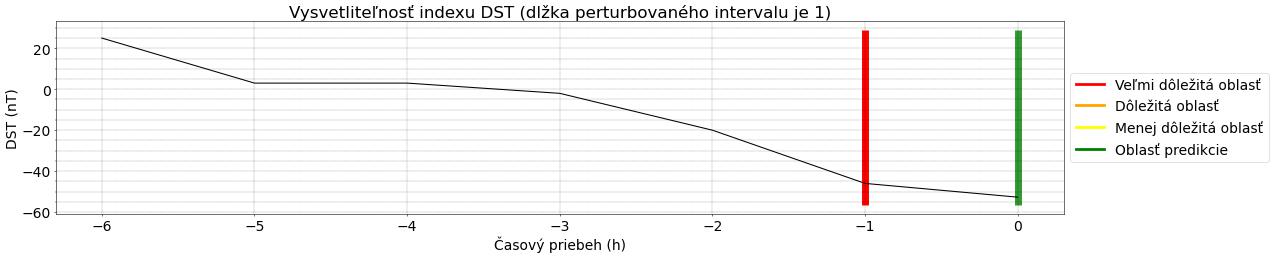 Vysvetliteľnosť indexu DST (dĺžka perturbovaného intervalu je 1)
DST (nT)
20
0
−20
−40
−60
−6 −5 −4 −3 −2 −1 0
Časový priebeh (h)
Veľmi dôležitá oblasť
Dôležitá oblasť
Menej dôležitá oblasť
Oblasť predikcie